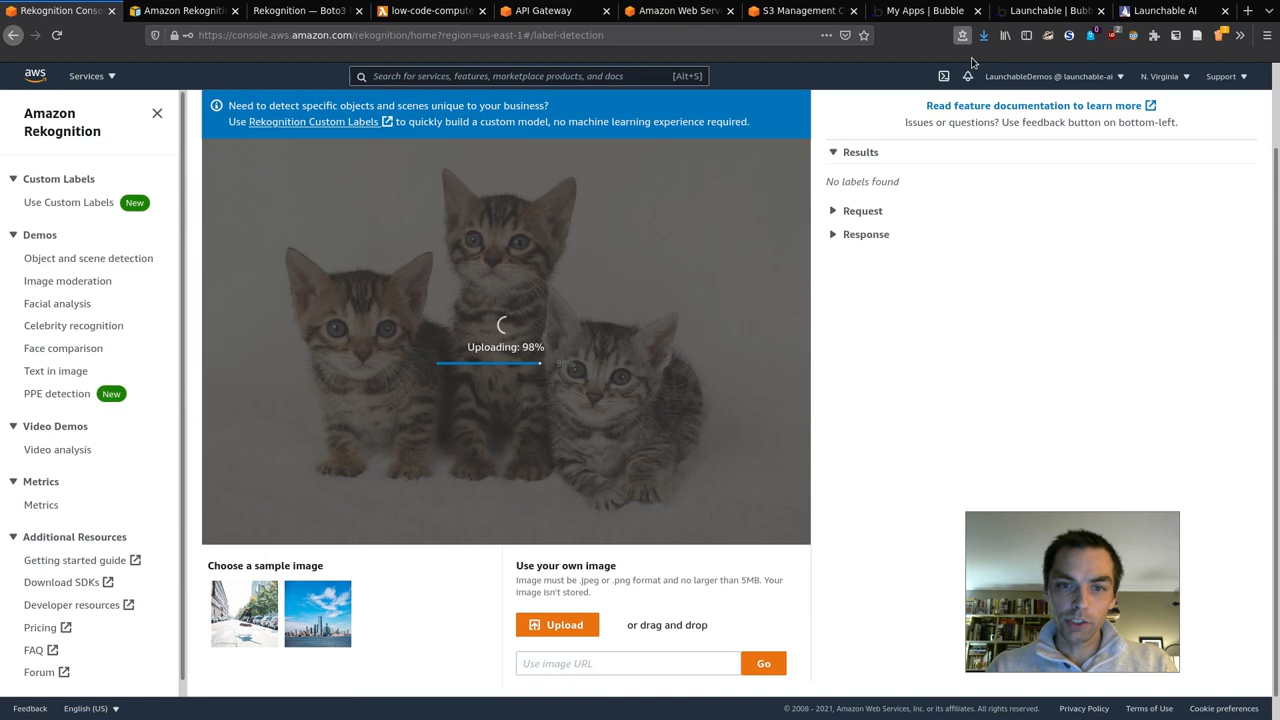 Rekognition Cons
Amazon Rekogniti
Rekognition — Boto3
low-code-compute
API Gateway
Amazon Web Servi
S3 Management C
My Apps | Bubble
Launchable | Bubb
Launchable AI
https://console.aws.amazon.com/rekognition/home?region=us-east-1#/label-detection
aws
Services
Search for services, features, marketplace products, and docs
[Alt+S]
LaunchableDemos @ launchable-ai
N. Virginia
Support
Amazon
Rekognition
Custom Labels
Use Custom Labels New
Demos
Object and scene detection
Image moderation
Facial analysis
Celebrity recognition
Face comparison
Text in image
PPE detection New
Video Demos
Video analysis
Metrics
Metrics
Additional Resources
Getting started guide
Download SDKs
Developer resources
Pricing
FAQ
Forum
Need to detect specific objects and scenes unique to your business?
Use Rekognition Custom Labels to quickly build a custom model, no machine learning experience required.
Uploading: 98%
98%
Choose a sample image
Use your own image
Image must be .jpeg or .png format and no larger than 5MB. Your
image isn't stored.
Upload
or drag and drop
Use image URL
Go
Read feature documentation to learn more
Issues or questions? Use feedback button on bottom-left.
Results
No labels found
Request
Response
Feedback
English (US)
© 2008 - 2021, Amazon Web Services, Inc. or its affiliates. All rights reserved.
Privacy Policy
Terms of Use
Cookie preferences